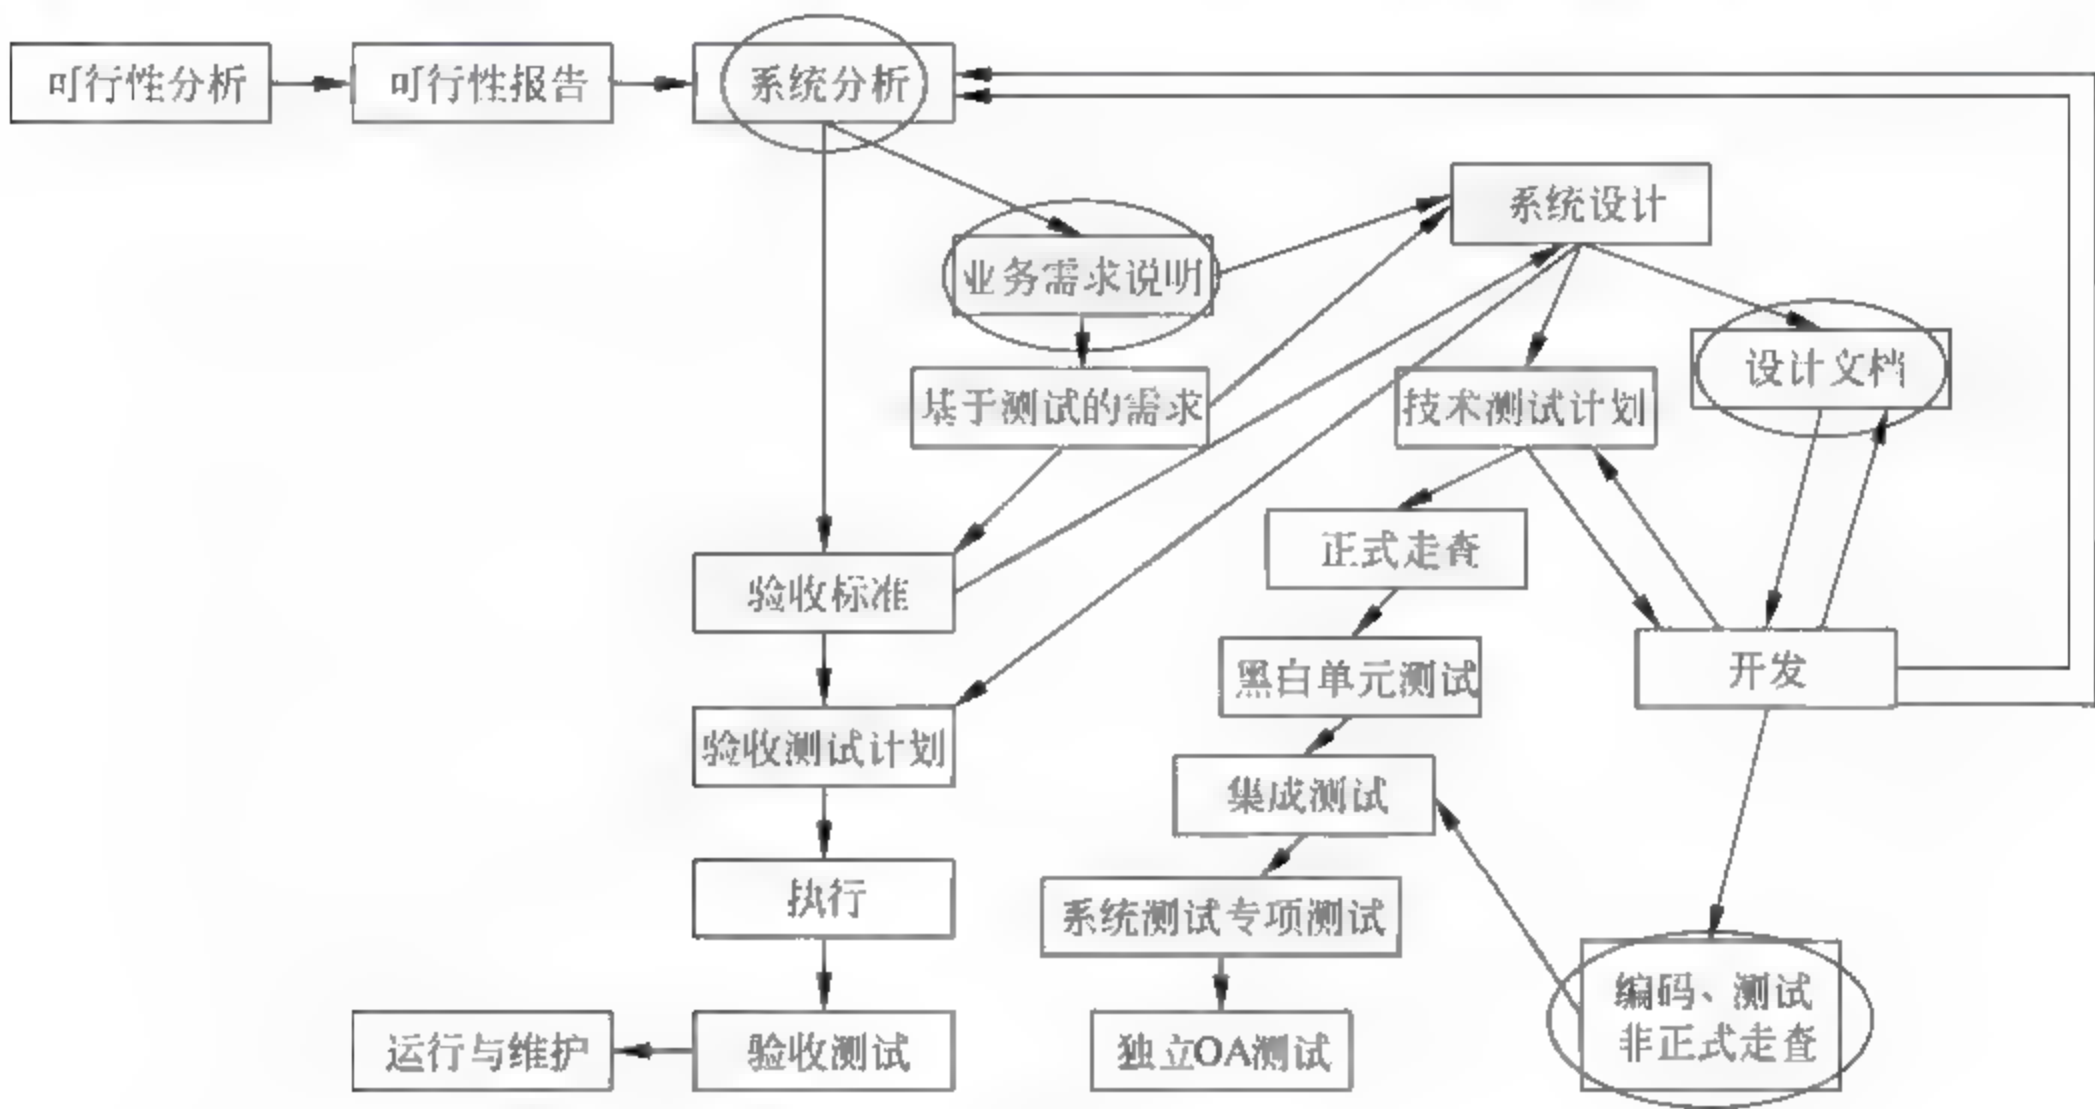 可行性分析
可行性报告
系统分析
系统设计
业务需求说明
设计文档
基于测试的需求
技术测试计划
正式走查
验收标准
黑白单元测试
开发
验收测试计划
集成测试
执行
系统测试专项测试
编码、测试
非正式走查
运行与维护
验收测试
独立OA测试